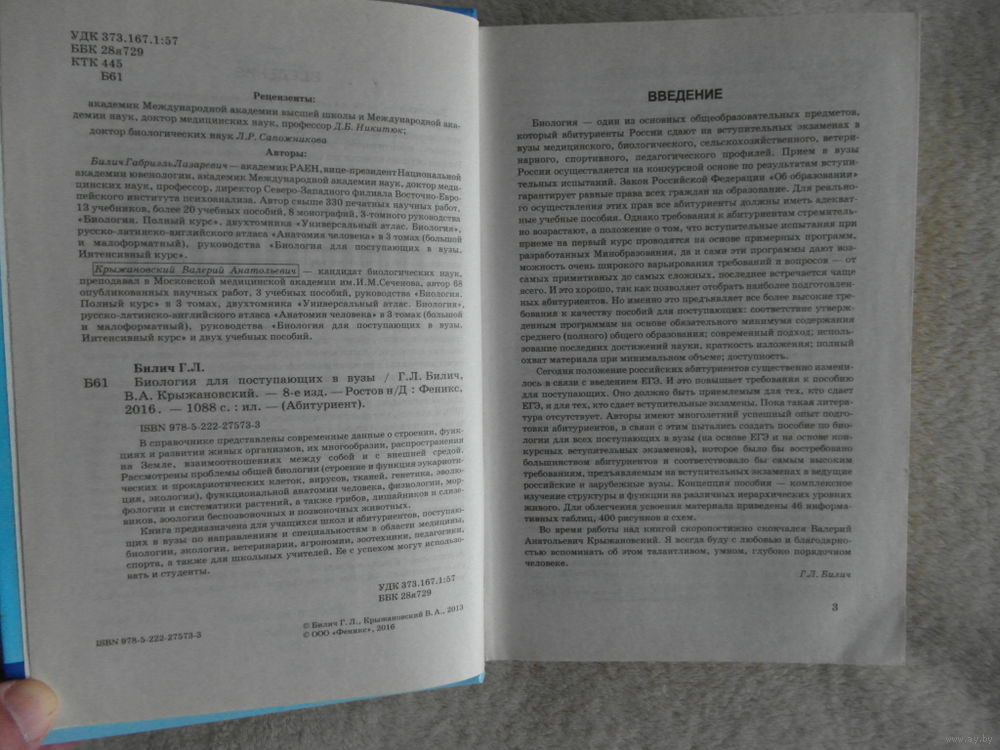 УДК 373.167.1:57
ББК 28я729
КТК 445
Б61
Рецензенты:
академик Международной академии высшей школы и Международной ака-
демии наук, доктор медицинских наук, профессор Д.Б. Никитюк;
доктор биологических наук Л.Р. Сапожникова
Авторы:
Билич Габриэль Лазаревич — академик РАЕН, вице-президент Национальной
академии ювенологии, академик Международной академии наук, доктор меди-
цинских наук, профессор, директор Северо-Западного филиала Восточно-Евро-
пейского института психоанализа. Автор свыше 330 печатных научных работ,
13 учебников, более 20 учебных пособий, 8 монографий, 3-томного руководства
«Биология. Полный курс», двухтомника «Универсальный атлас. Биология»,
русско-латинско-английского атласа «Анатомия человека» в 3 томах (большой
и малоформатный), руководства «Биология для поступающих в вузы.
Интенсивный курс».
Крыжановский Валерий Анатольевич — кандидат биологических наук,
преподавал в Московской медицинской академии им.И.М.Сеченова, автор 68
опубликованных научных работ, 3 учебных пособий, руководства «Биология.
Полный курс» в 3 томах, двухтомника «Универсальный атлас. Биология»,
русско-латинско-английского атласа «Анатомия человека» в 3 томах (большой
и малоформатный), руководства «Биология для поступающих в вузы.
Интенсивный курс» и двух учебных пособий.
Билич Г.Л.
Б61 Биология для поступающих в вузы / Г.Л. Билич,
В.А. Крыжановский. — 8-е изд. — Ростов н/Д : Феникс,
2016. — 1088 с. : ил. — (Абитуриент).
ISBN 978-5-222-27573-3
В справочнике представлены современные данные о строении, функ-
циях и развитии живых организмов, их многообразии, распространении
на Земле, взаимоотношениях между собой и с внешней средой.
Рассмотрены проблемы общей биологии (строение и функция эукариоти-
ческих и прокариотических клеток, вирусов, тканей, генетика, эволю-
ция, экология), функциональной анатомии человека, физиологии, мор-
фологии и систематики растений, а также грибов, лишайников и слизе-
виков, зоологии беспозвоночных и позвоночных животных.
Книга предназначена для учащихся школ и абитуриентов, поступаю-
щих в вузы по направлениям и специальностям в области медицины,
биологии, экологии, ветеринарии, агрономии, зоотехники, педагогики,
спорта, а также для школьных учителей. Ее с успехом могут использо-
вать и студенты.
УДК 373.167.1:57
ББК 28я729
ISBN 978-5-222-27573-3
© Билич Г. Л., Крыжановский В. А., 2013
© ООО «Феникс», 2016
ВВЕДЕНИЕ
Биология — один из основных общеобразовательных предметов,
который абитуриенты России сдают на вступительных экзаменах в
вузы медицинского, биологического, сельскохозяйственного, ветери-
нарного, спортивного, педагогического профилей. Прием в вузы
России осуществляется на конкурсной основе по результатам вступи-
тельных испытаний. Закон Российской Федерации «Об образовании»
гарантирует равные права всех граждан на образование. Для реально-
го осуществления этих прав все абитуриенты должны иметь адекват-
ные учебные пособия. Однако требования к абитуриентам стремитель-
но возрастают, а положение о том, что вступительные испытания при
приеме на первый курс проводятся на основе примерных программ,
разработанных Минобразования, да и сами эти программы дают воз-
можность очень широкого варьирования требований и вопросов — от
самых примитивных до самых сложных, последнее встречается чаще
всего. И это хорошо, так как позволяет отобрать наиболее подготовлен-
ных абитуриентов. Но именно это предъявляет все более высокие тре-
бования к качеству пособий для поступающих: соответствие утверж-
денным программам на основе обязательного минимума содержания
среднего (полного) общего образования; современный подход; исполь-
зование последних достижений науки, краткость изложения; полный
охват материала при минимальном объеме; доступность.
Сегодня положение российских абитуриентов существенно измени-
лось в связи с введением ЕГЭ. И это повышает требования к пособию
для поступающих. Оно должно быть приемлемым для тех, кто сдает
ЕГЭ, и для тех, кто сдает вступительные экзамены. Пока такая литера-
тура отсутствует. Авторы имеют многолетний успешный опыт подго-
товки абитуриентов, в связи с этим пытались создать пособие по био-
логии для всех поступающих в вузы (на основе ЕГЭ и на основе кон-
курсных вступительных экзаменов), которое было бы востребовано
большинством абитуриентов и соответствовало бы самым высоким
требованиям, предъявляемым на вступительных экзаменах в ведущие
российские и зарубежные вузы. Концепция пособия — комплексное
изучение структуры и функции на различных иерархических уровнях
живого. Для облегчения усвоения материала приведены 46 информа-
тивных таблиц, 400 рисунков и схем.
Во время работы над книгой скоропостижно скончался Валерий
Анатольевич Крыжановский. Я всегда буду с любовью и благодарно-
стью вспоминать об этом талантливом, умном, глубоко порядочном
человеке.
Г.Л. Билич
3
www.ay.by